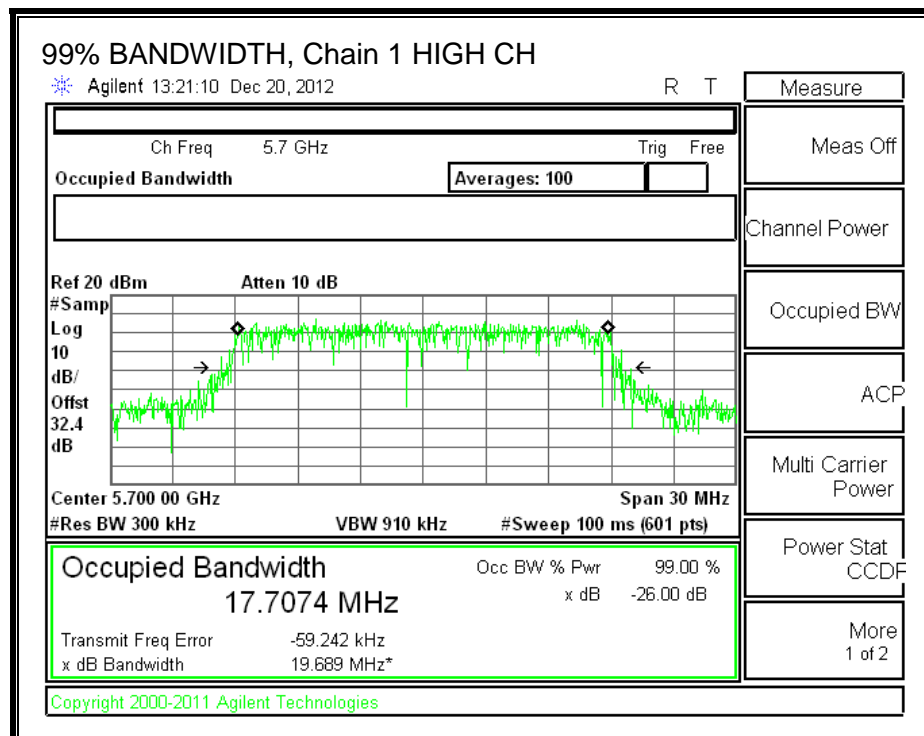 99% BANDWIDTH, Chain 1 HIGH CH
Agilent 13:21:10 Dec 20, 2012 R T
Ch Freq 5.7 GHz Trig Free
Occupied Bandwidth Averages: 100
Ref 20 dBm Atten 10 dB
#Samp
Log
10
dB/
Offst
32.4
dB
Center 5.700 00 GHz Span 30 MHz
#Res BW 300 kHz VBW 910 kHz #Sweep 100 ms (601 pts)
Occupied Bandwidth Occ BW % Pwr 99.00 %
17.7074 MHz x dB -26.00 dB
Transmit Freq Error -59.242 kHz
x dB Bandwidth 19.689 MHz*
Copyright 2000-2011 Agilent Technologies
Measure
Meas Off
Channel Power
Occupied BW
ACP
Multi Carrier
Power
Power Stat
CCDF
More
1 of 2